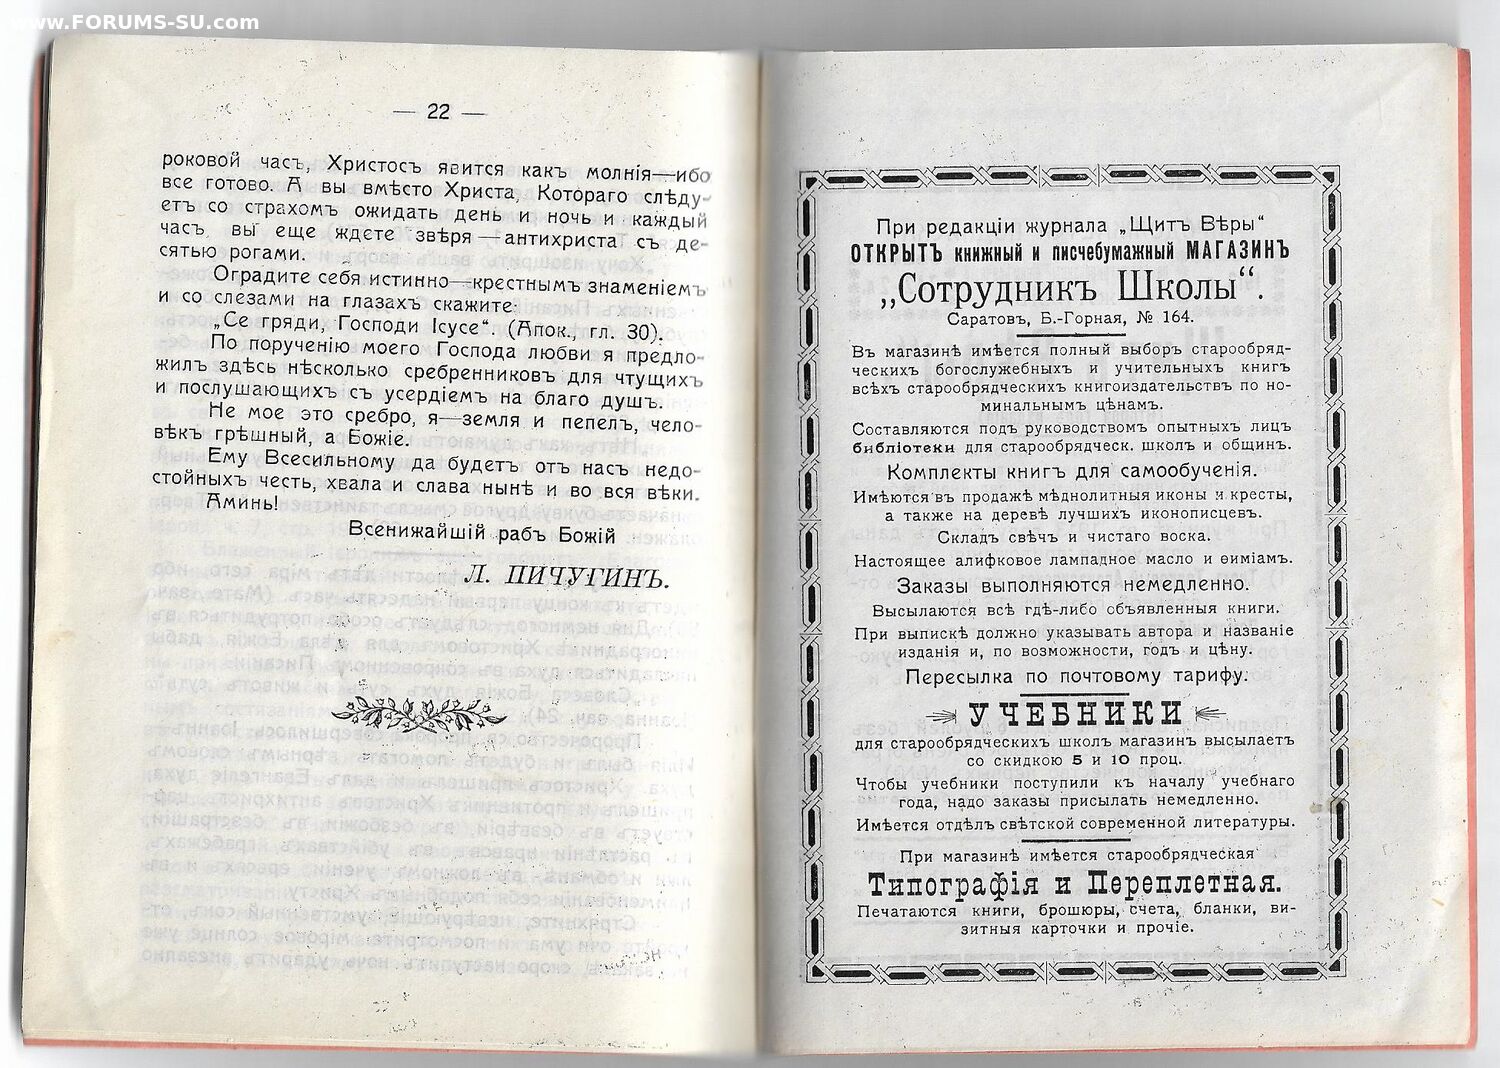 www.FORUMS-SU.com
— 22 —
роковой часъ, Христосъ явится какъ молнія—ибо
все готово. А вы вмѣсто Христа, Котораго слѣду-
етъ со страхомъ ожидать день и ночь и каждый
часъ, вы еще ждете звѣря—антихриста съ де-
сятью рогами.
Оградите себя истинно—крестнымъ знаменіемъ
и со слезами на глазахъ скажите:
„Се гряди, Господи Ісусе“. (Апок., гл. 30).
По порученію моего Господа любви я предло-
жилъ здѣсь нѣсколько сребренниковъ для чтущихъ
и послушающихъ съ усердіемъ на благо душъ.
Не мое это сребро, я—земля и пепелъ, чело-
вѣкъ грѣшный, а Божіе.
Ему Всесильному да будетъ отъ насъ недо-
стойныхъ честь, хвала и слава нынѣ и во вся вѣки.
Аминь!
Всенижайшій рабъ Божій
Л. ПИЧУГИНЪ.
При редакціи журнала „Щитъ Вѣры“
ОТКРЫТЪ книжный и писчебумажный МАГАЗИНЪ
„Сотрудникъ Школы“.
Саратовъ, Б.-Горная, № 164.
Въ магазинѣ имѣется полный выборъ старообряд-
ческихъ богослужебныхъ и учительныхъ книгъ
всѣхъ старообрядческихъ книгоиздательствъ по но-
минальнымъ цѣнамъ.
Составляются подъ руководствомъ опытныхъ лицъ
библіотеки для старообрядческ. школъ и общинъ.
Комплекты книгъ для самообученія.
Имѣются въ продажѣ мѣднолитныя иконы и кресты,
а также на деревѣ лучшихъ иконописцевъ.
Складъ свѣчъ и чистаго воска.
Настоящее алифковое лампадное масло и ѳиміамъ.
Заказы выполняются немедленно.
Высылаются всѣ гдѣ-либо объявленныя книги.
При выпискѣ должно указывать автора и названіе
изданія и, по возможности, годъ и цѣну.
Пересылка по почтовому тарифу.
УЧЕБНИКИ
для старообрядческихъ школъ магазинъ высылаетъ
со скидкою 5 и 10 проц.
Чтобы учебники поступили къ началу учебнаго
года, надо заказы присылать немедленно.
Имѣется отдѣлъ свѣтской современной литературы.
При магазинѣ имѣется старообрядческая
Типографія и Переплетная.
Печатаются книги, брошюры, счета, бланки, ви-
зитныя карточки и прочіе.